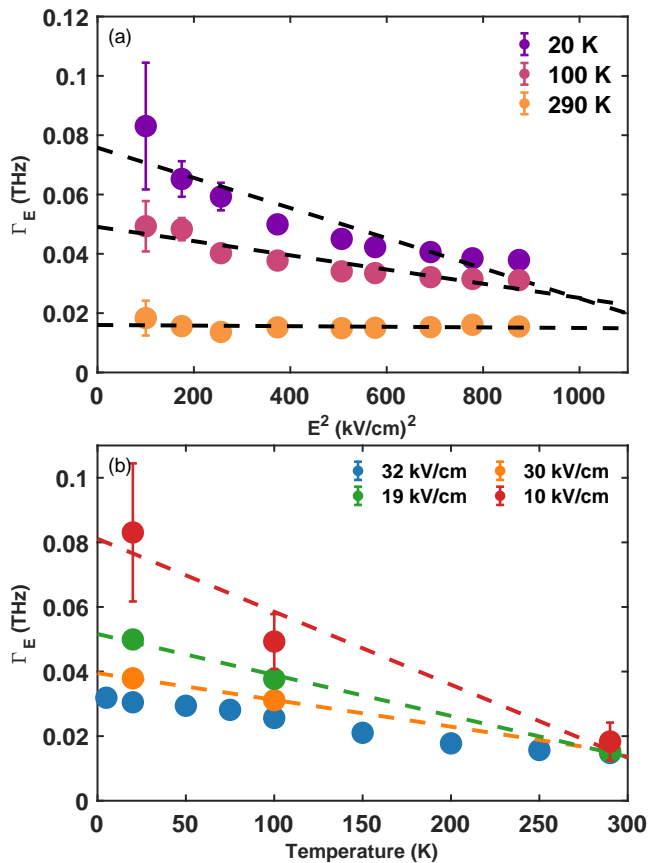 (a)
20 K
100 K
290 K
0.12
0.1
0.08
0.06
0.04
0.02
0
Γ_E (THz)
0 200 400 600 800 1000
E² (kV/cm)²
(b)
32 kV/cm 30 kV/cm
19 kV/cm 10 kV/cm
0.1
0.08
0.06
0.04
0.02
0
Γ_E (THz)
0 50 100 150 200 250 300
Temperature (K)